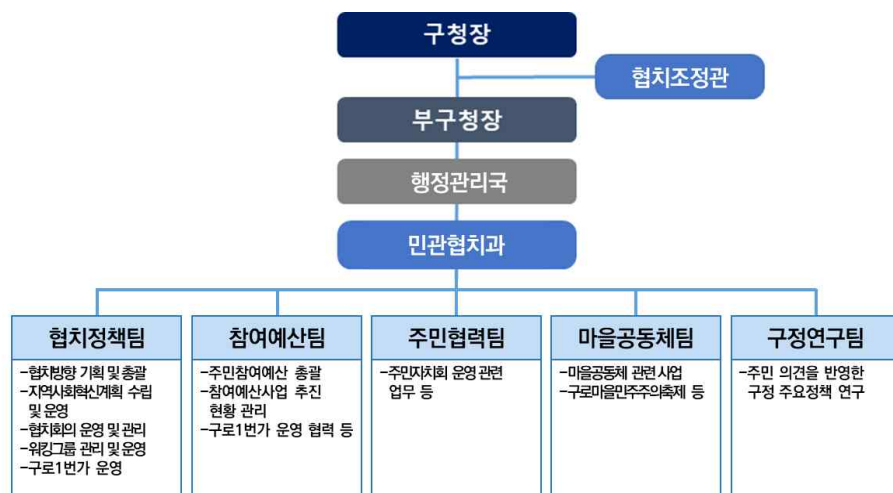 구청장
협치조정관
부구청장
행정관리국
민관협치과
협치정책팀
-협치방향 기획 및 총괄
-지역사회혁신계획 수립
및 운영
-협치회의 운영 및 관리
-워킹그룹 관리 및 운영
-구로1번가 운영
참여예산팀
-주민참여예산 총괄
-참여예산사업 추진
현황 관리
-구로1번가 운영 협력 등
주민협력팀
-주민자치회 운영 관련
업무 등
마을공동체팀
-마을공동체 관련 사업
-구로마을민주주의축제 등
구정연구팀
-주민 의견을 반영한
구정 주요정책 연구